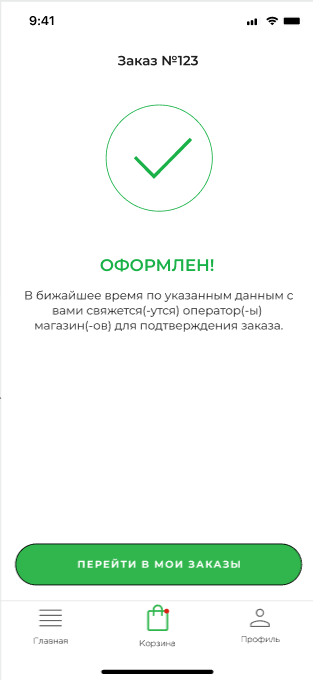 9:41
Заказ №123
ОФОРМЛЕН!
В бижайшее время по указанным данным с
вами свяжется(-утся) оператор(-ы)
магазин(-ов) для подтверждения заказа.
ПЕРЕЙТИ В МОИ ЗАКАЗЫ
Главная
Корзина
Профиль